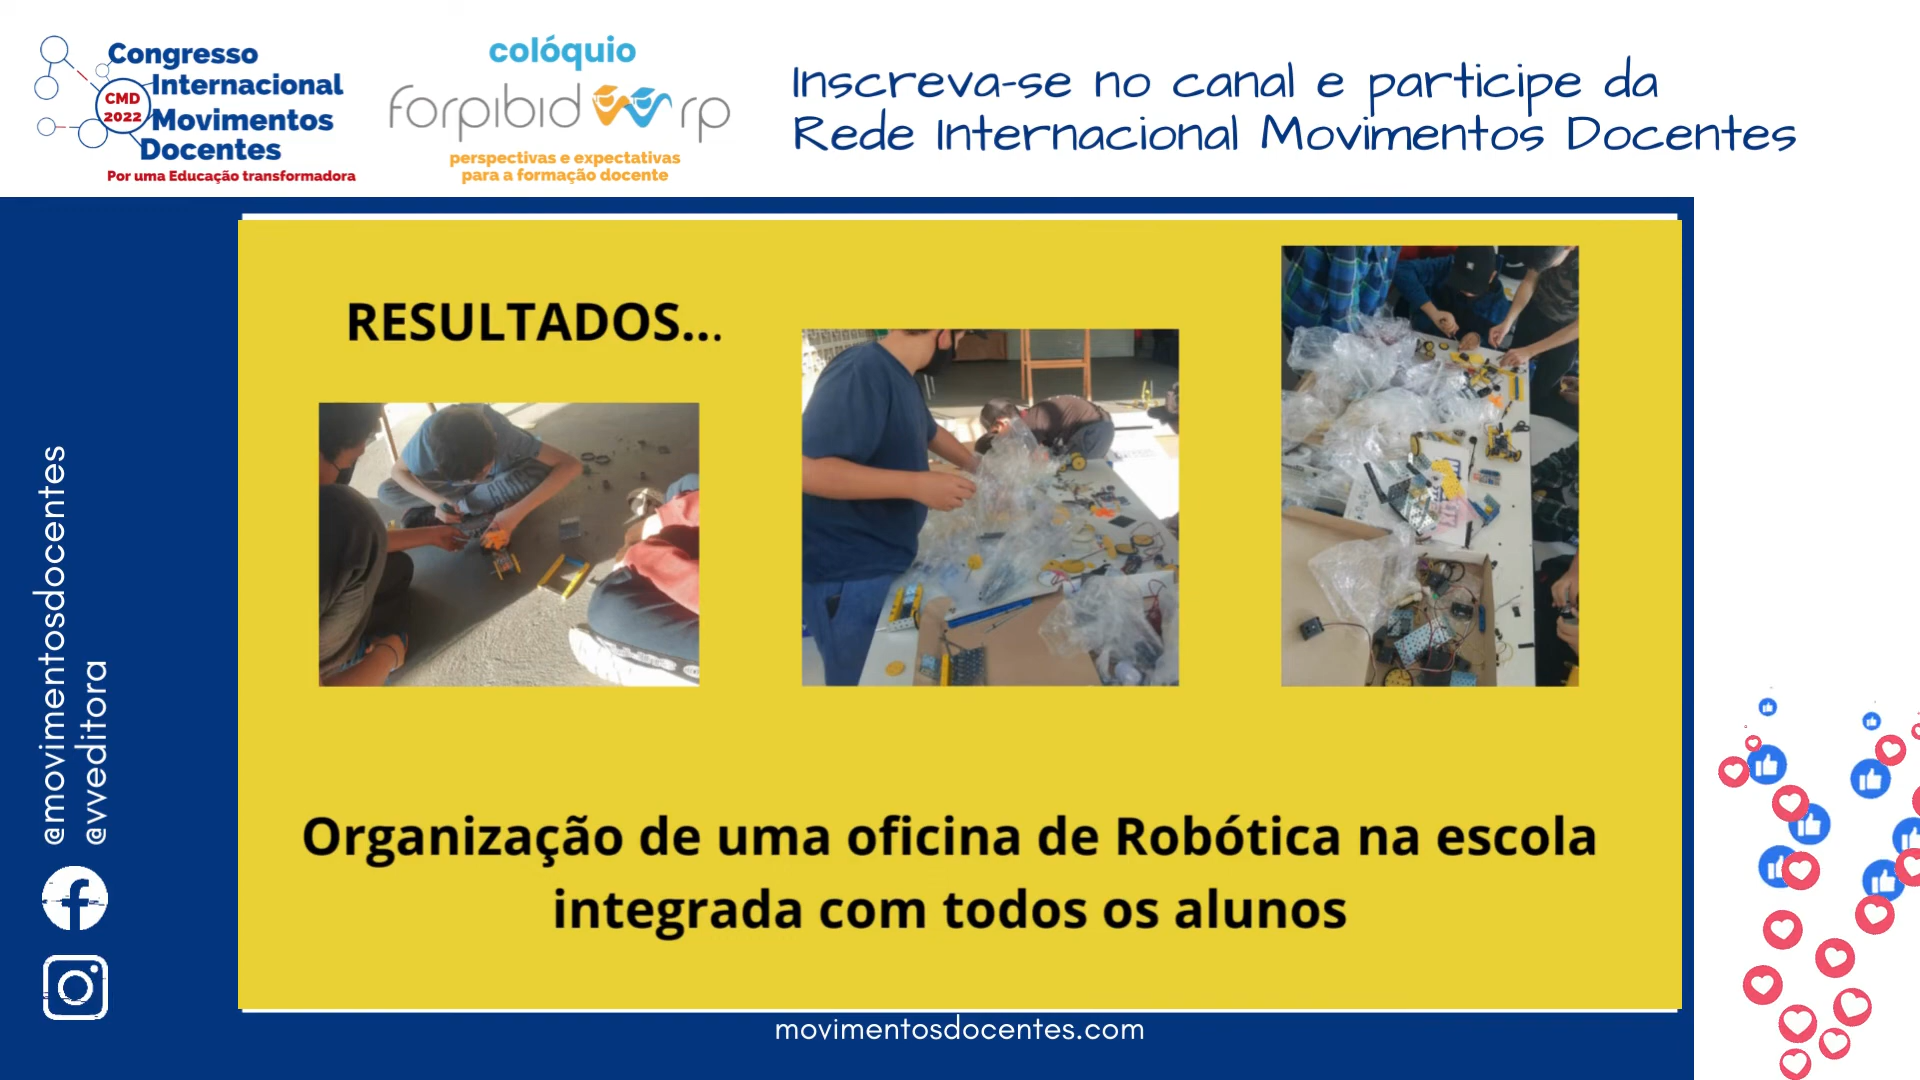 Congresso
Internacional
CMD
2022
Movimentos
Docentes
Por uma Educação transformadora
colóquio
forpibid rp
perspectivas e expectativas
para a formação docente
Inscreva-se no canal e participe da
Rede Internacional Movimentos Docentes
@movimentosdocentes
@vveditora
RESULTADOS...
Organização de uma oficina de Robótica na escola
integrada com todos os alunos
movimentosdocentes.com